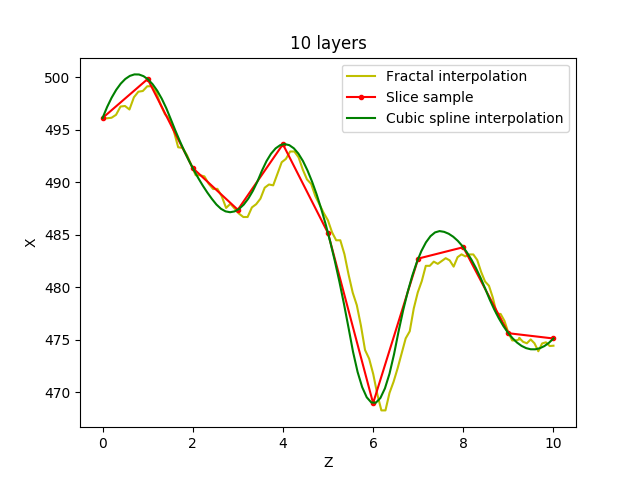 10 layers
500
495
490
485
480
475
470
X
0
2
4
6
8
10
Z
Fractal interpolation
Slice sample
Cubic spline interpolation